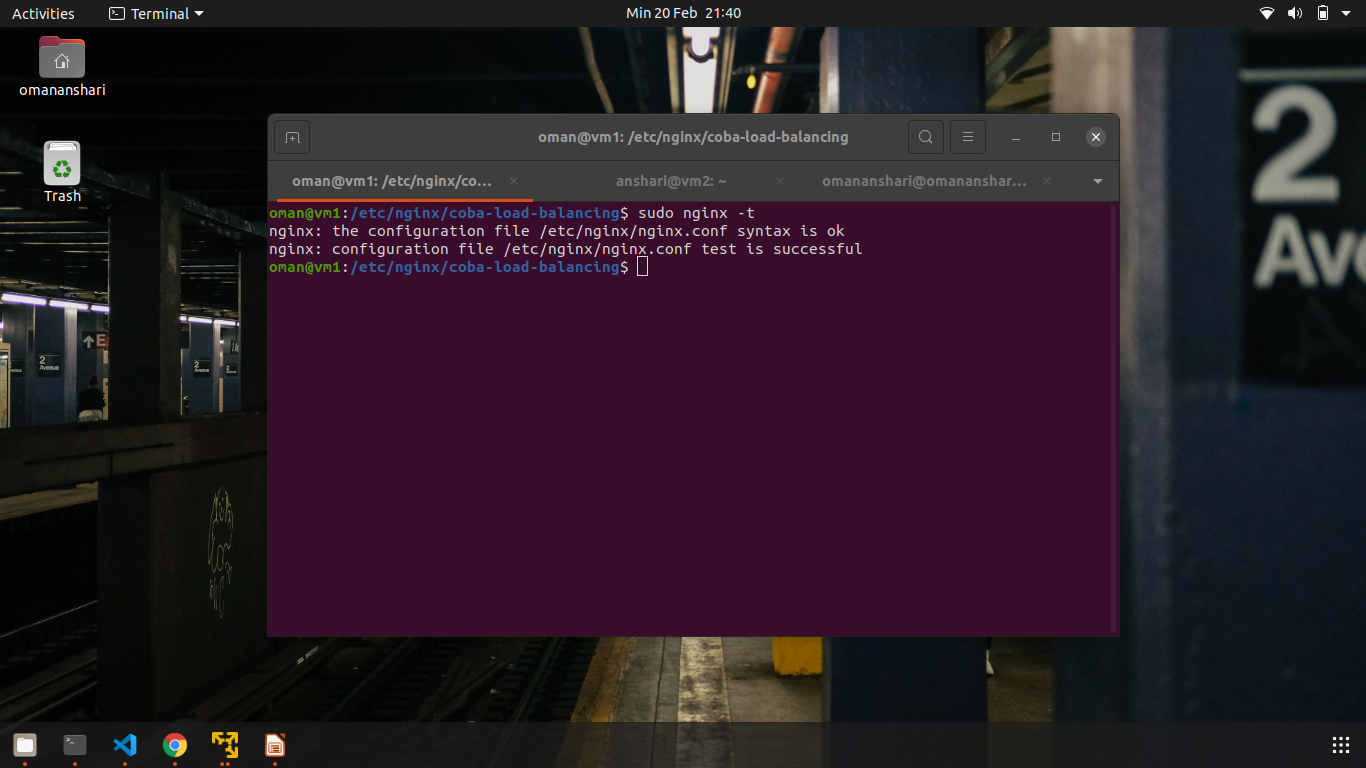 Activities
Terminal
Min 20 Feb 21:40
omananshari
Trash
oman@vm1: /etc/nginx/coba-load-balancing
oman@vm1: /etc/nginx/co...
anshari@vm2: ~
omananshari@omananshar...
oman@vm1:/etc/nginx/coba-load-balancing$ sudo nginx -t
nginx: the configuration file /etc/nginx/nginx.conf syntax is ok
nginx: configuration file /etc/nginx/nginx.conf test is successful
oman@vm1:/etc/nginx/coba-load-balancing$
2
Ave
E
2
Avenue
2
Avenue
2